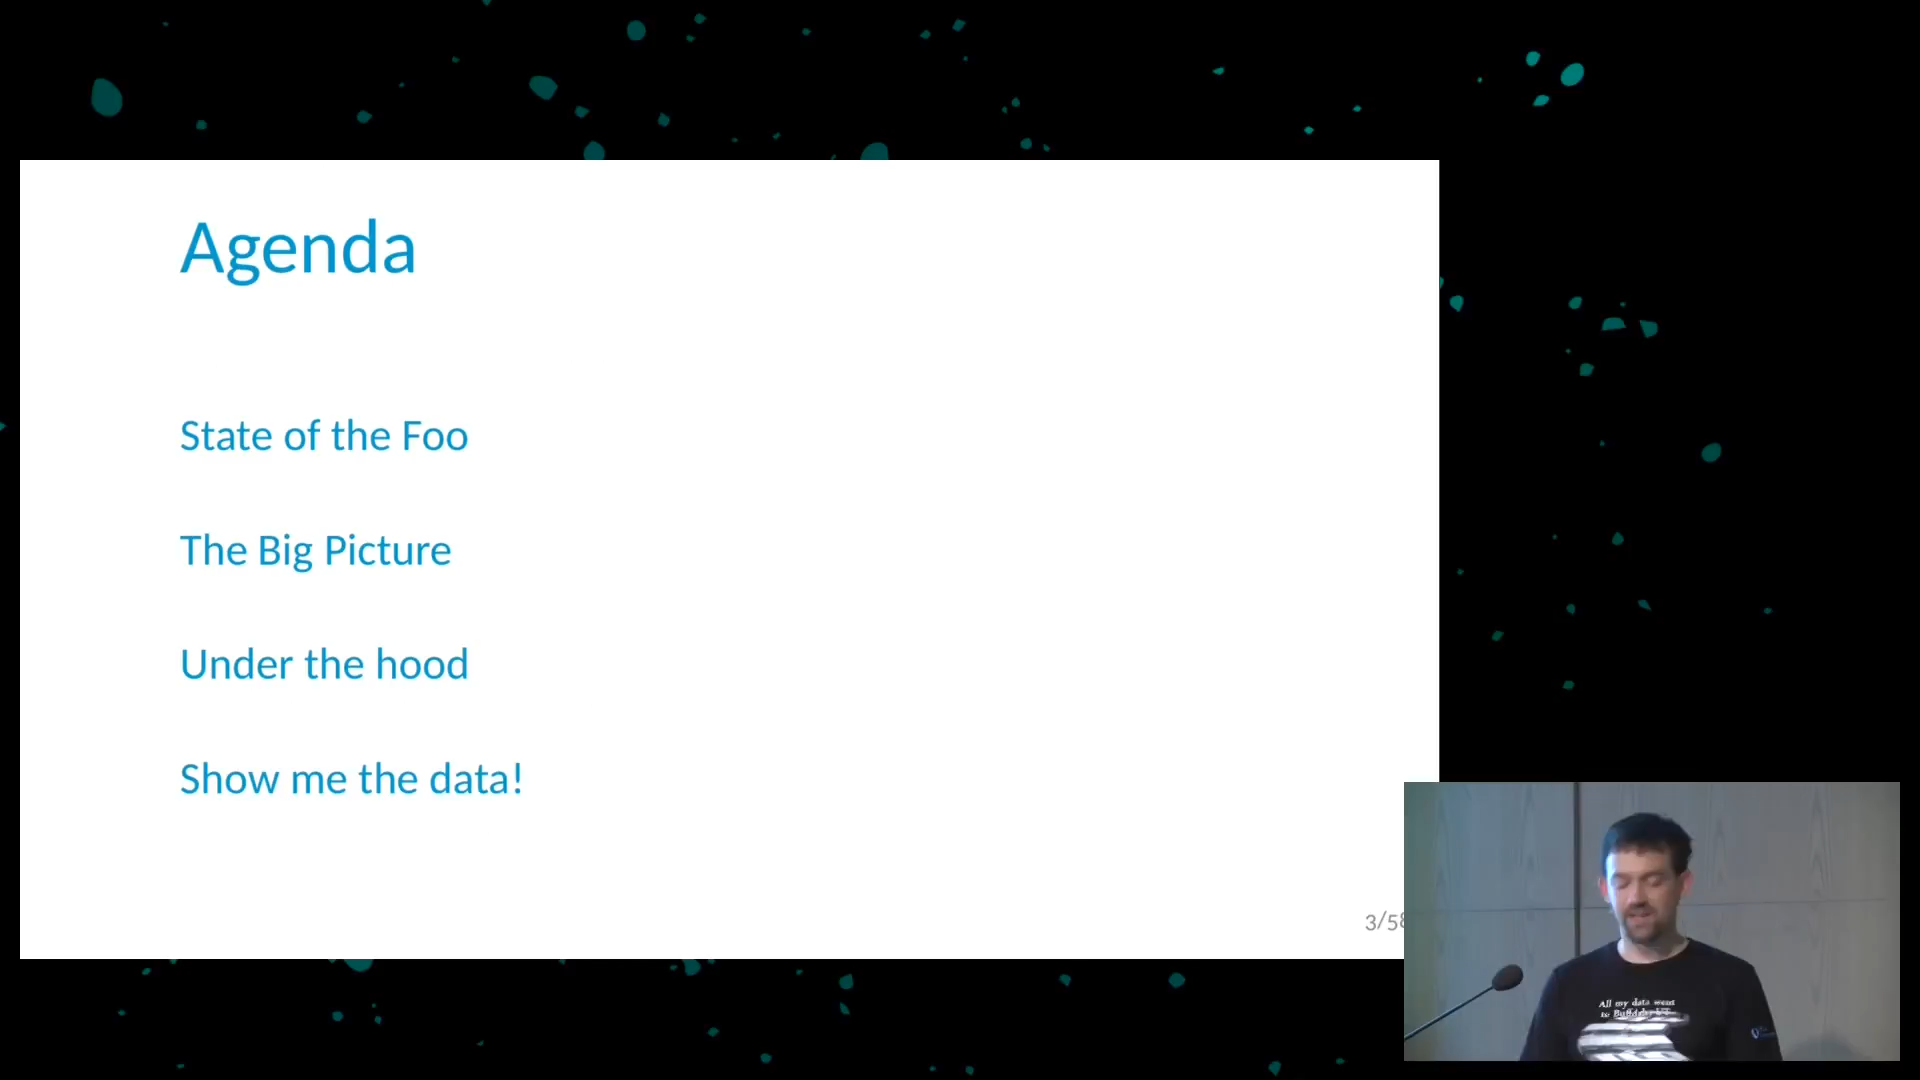 Agenda
State of the Foo
The Big Picture
Under the hood
Show me the data!
3/58
All my data went
to